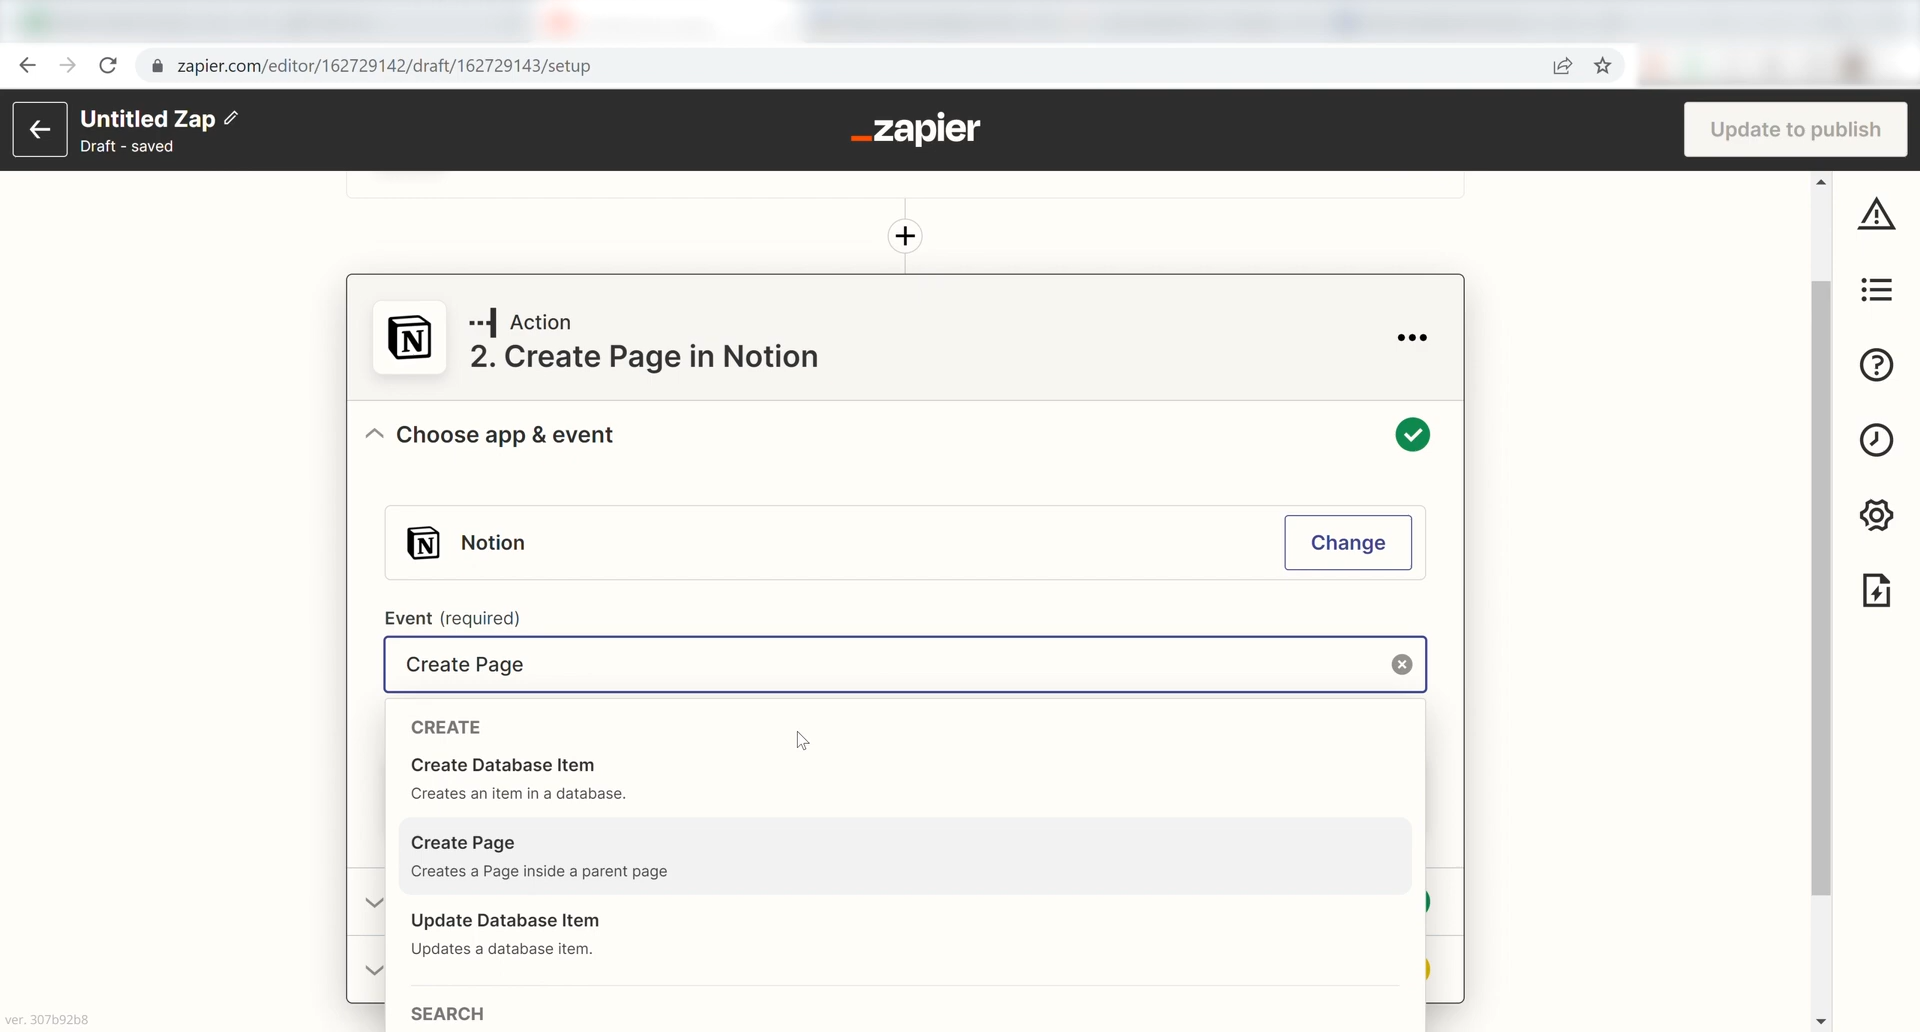 zapier.com/editor/162729142/draft/162729143/setup
Untitled Zap
Draft - saved
_zapier
Update to publish
Action
2. Create Page in Notion
Choose app & event
Notion
Change
Event (required)
Create Page
CREATE
Create Database Item
Creates an item in a database.
Create Page
Creates a Page inside a parent page
Update Database Item
Updates a database item.
SEARCH
ver. 307b92b8